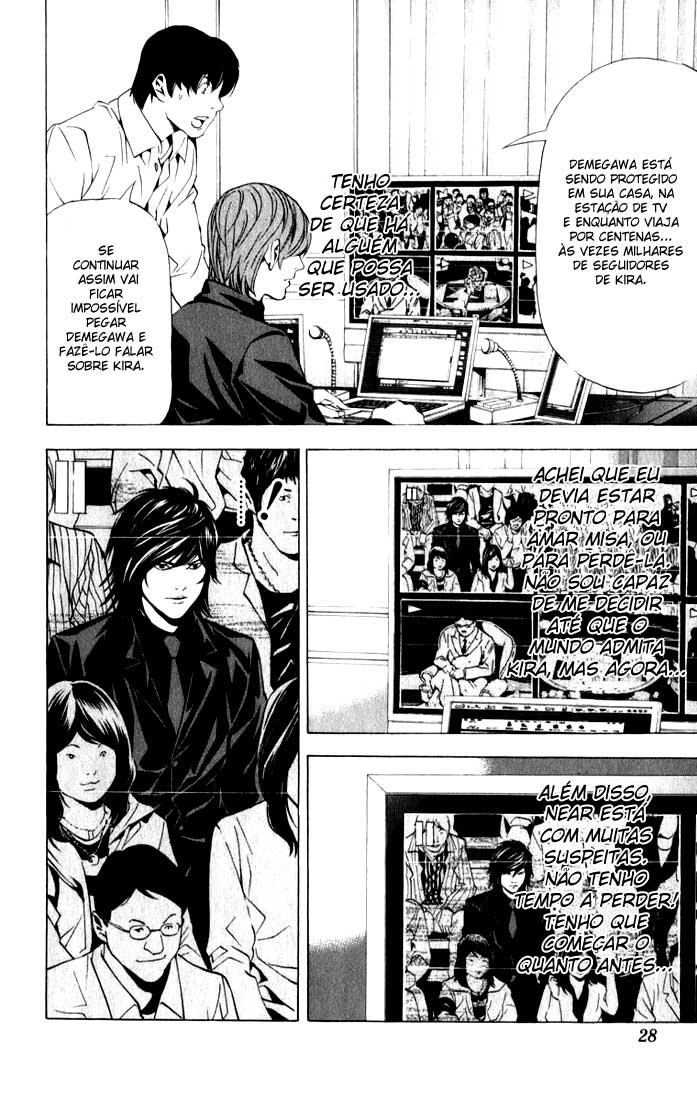 DEMEGAWA ESTÁ
SENDO PROTEGIDO
EM SUA CASA, NA
ESTAÇÃO DE TV
E ENQUANTO VIAJA
POR CENTENAS...
ÀS VEZES MILHARES
DE SEGUIDORES
DE KIRA.
TENHO
CERTEZA
DE QUE HÁ
ALGUÉM
QUE POSSA
SER USADO...
SE
CONTINUAR
ASSIM VAI
FICAR
IMPOSSÍVEL
PEGAR
DEMEGAWA E
FAZÊ-LO FALAR
SOBRE KIRA.
ACHEI QUE EU
DEVIA ESTAR
PRONTO PARA
AMAR MISA, OU
PARA PERDE-LA
NÃO SOU CAPAZ
DE ME DECIDIR
ATÉ QUE O
MUNDO ADMITA
KIRA, MAS AGORA...
!
ALÉM DISSO
NEAR ESTÁ
COM MUITAS
SUSPEITAS.
NÃO TENHO
TEMPO A PERDER!
TENHO QUE
COMEÇAR O
QUANTO ANTES...
28